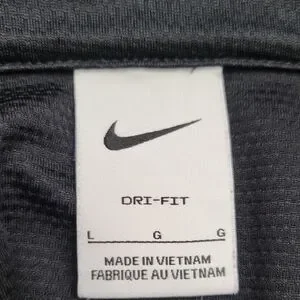 DRI-FIT
L G G
MADE IN VIETNAM
FABRIQUE AU VIETNAM